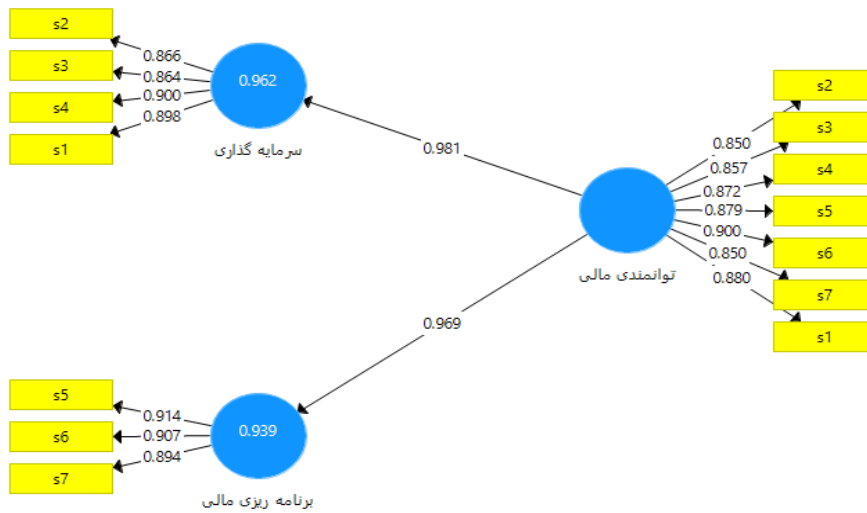 s2
s3
s4
s1
0.866
0.864
0.900
0.898
0.962
سرمایه گذاری
0.981
0.969
توانمندی مالی
0.850
0.857
0.872
0.879
0.900
0.850
0.880
s2
s3
s4
s5
s6
s7
s1
s5
s6
s7
0.914
0.907
0.894
0.939
برنامه ریزی مالی